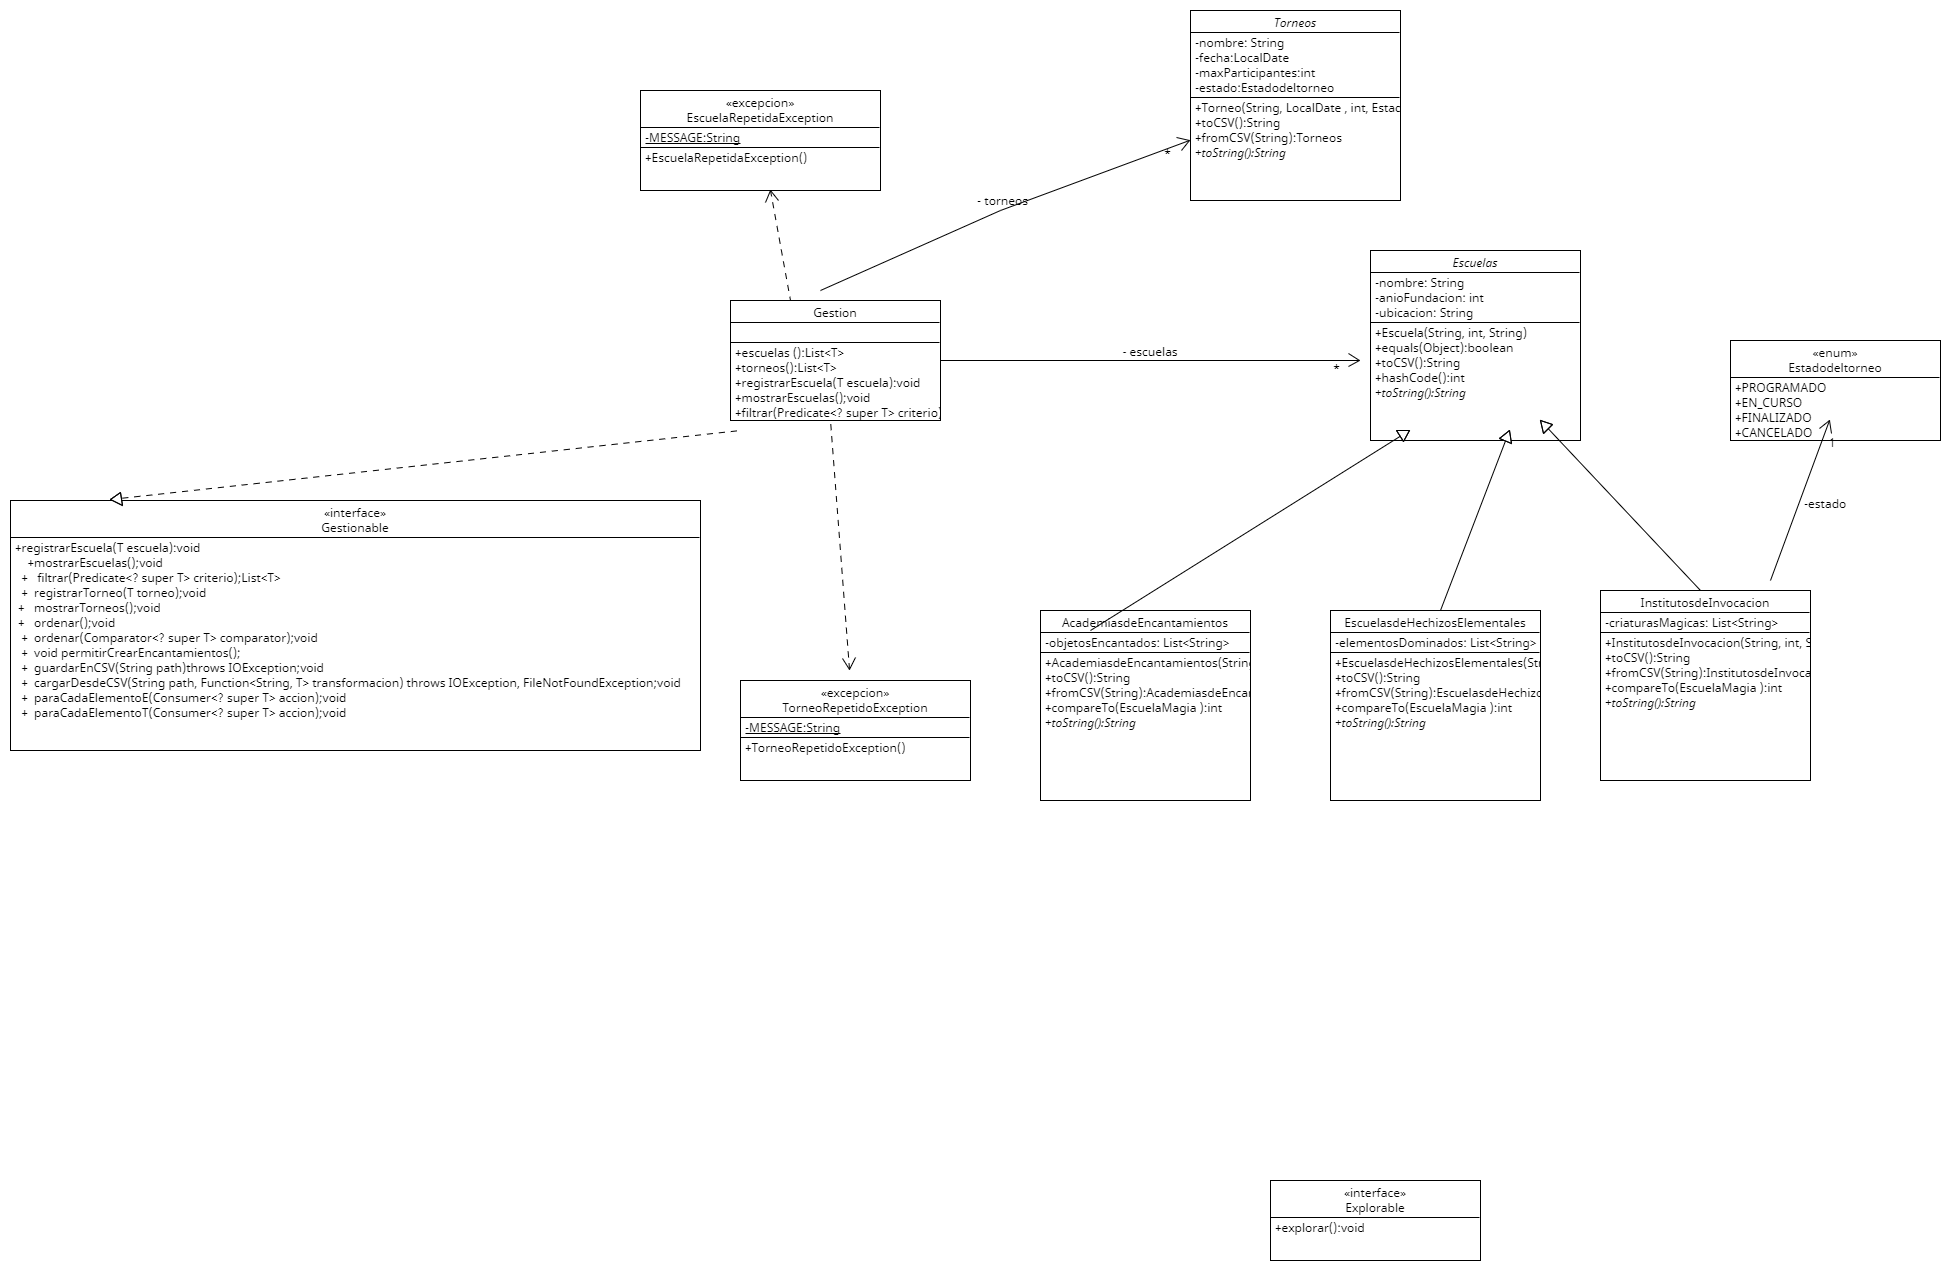 Torneos
-nombre: String
-fecha:LocalDate
-maxParticipantes:int
-estado:Estadodeltorneo
+Torneo(String, LocalDate , int, Estad
+toCSV():String
+fromCSV(String):Torneos
+toString():String
«excepcion»
EscuelaRepetidaException
-MESSAGE:String
+EscuelaRepetidaException()
*
- torneos
Escuelas
-nombre: String
-anioFundacion: int
-ubicacion: String
+Escuela(String, int, String)
+equals(Object):boolean
+toCSV():String
+hashCode():int
+toString():String
Gestion
+escuelas ():List<T>
+torneos():List<T>
+registrarEscuela(T escuela):void
+mostrarEscuelas();void
+filtrar(Predicate<? super T> criterio)
- escuelas
*
«enum»
Estadodeltorneo
+PROGRAMADO
+EN_CURSO
+FINALIZADO
+CANCELADO
1
-estado
«interface»
Gestionable
+registrarEscuela(T escuela):void
+mostrarEscuelas();void
+ filtrar(Predicate<? super T> criterio);List<T>
+ registrarTorneo(T torneo);void
+ mostrarTorneos();void
+ ordenar();void
+ ordenar(Comparator<? super T> comparator);void
+ void permitirCrearEncantamientos();
+ guardarEnCSV(String path)throws IOException;void
+ cargarDesdeCSV(String path, Function<String, T> transformacion) throws IOException, FileNotFoundException;void
+ paraCadaElementoE(Consumer<? super T> accion);void
+ paraCadaElementoT(Consumer<? super T> accion);void
«excepcion»
TorneoRepetidoException
-MESSAGE:String
+TorneoRepetidoException()
AcademiasdeEncantamientos
-objetosEncantados: List<String>
+AcademiasdeEncantamientos(String
+toCSV():String
+fromCSV(String):AcademiasdeEncan
+compareTo(EscuelaMagia ):int
+toString():String
EscuelasdeHechizosElementales
-elementosDominados: List<String>
+EscuelasdeHechizosElementales(Str
+toCSV():String
+fromCSV(String):EscuelasdeHechizo
+compareTo(EscuelaMagia ):int
+toString():String
InstitutosdeInvocacion
-criaturasMagicas: List<String>
+InstitutosdeInvocacion(String, int, S
+toCSV():String
+fromCSV(String):InstitutosdeInvoca
+compareTo(EscuelaMagia ):int
+toString():String
«interface»
Explorable
+explorar():void